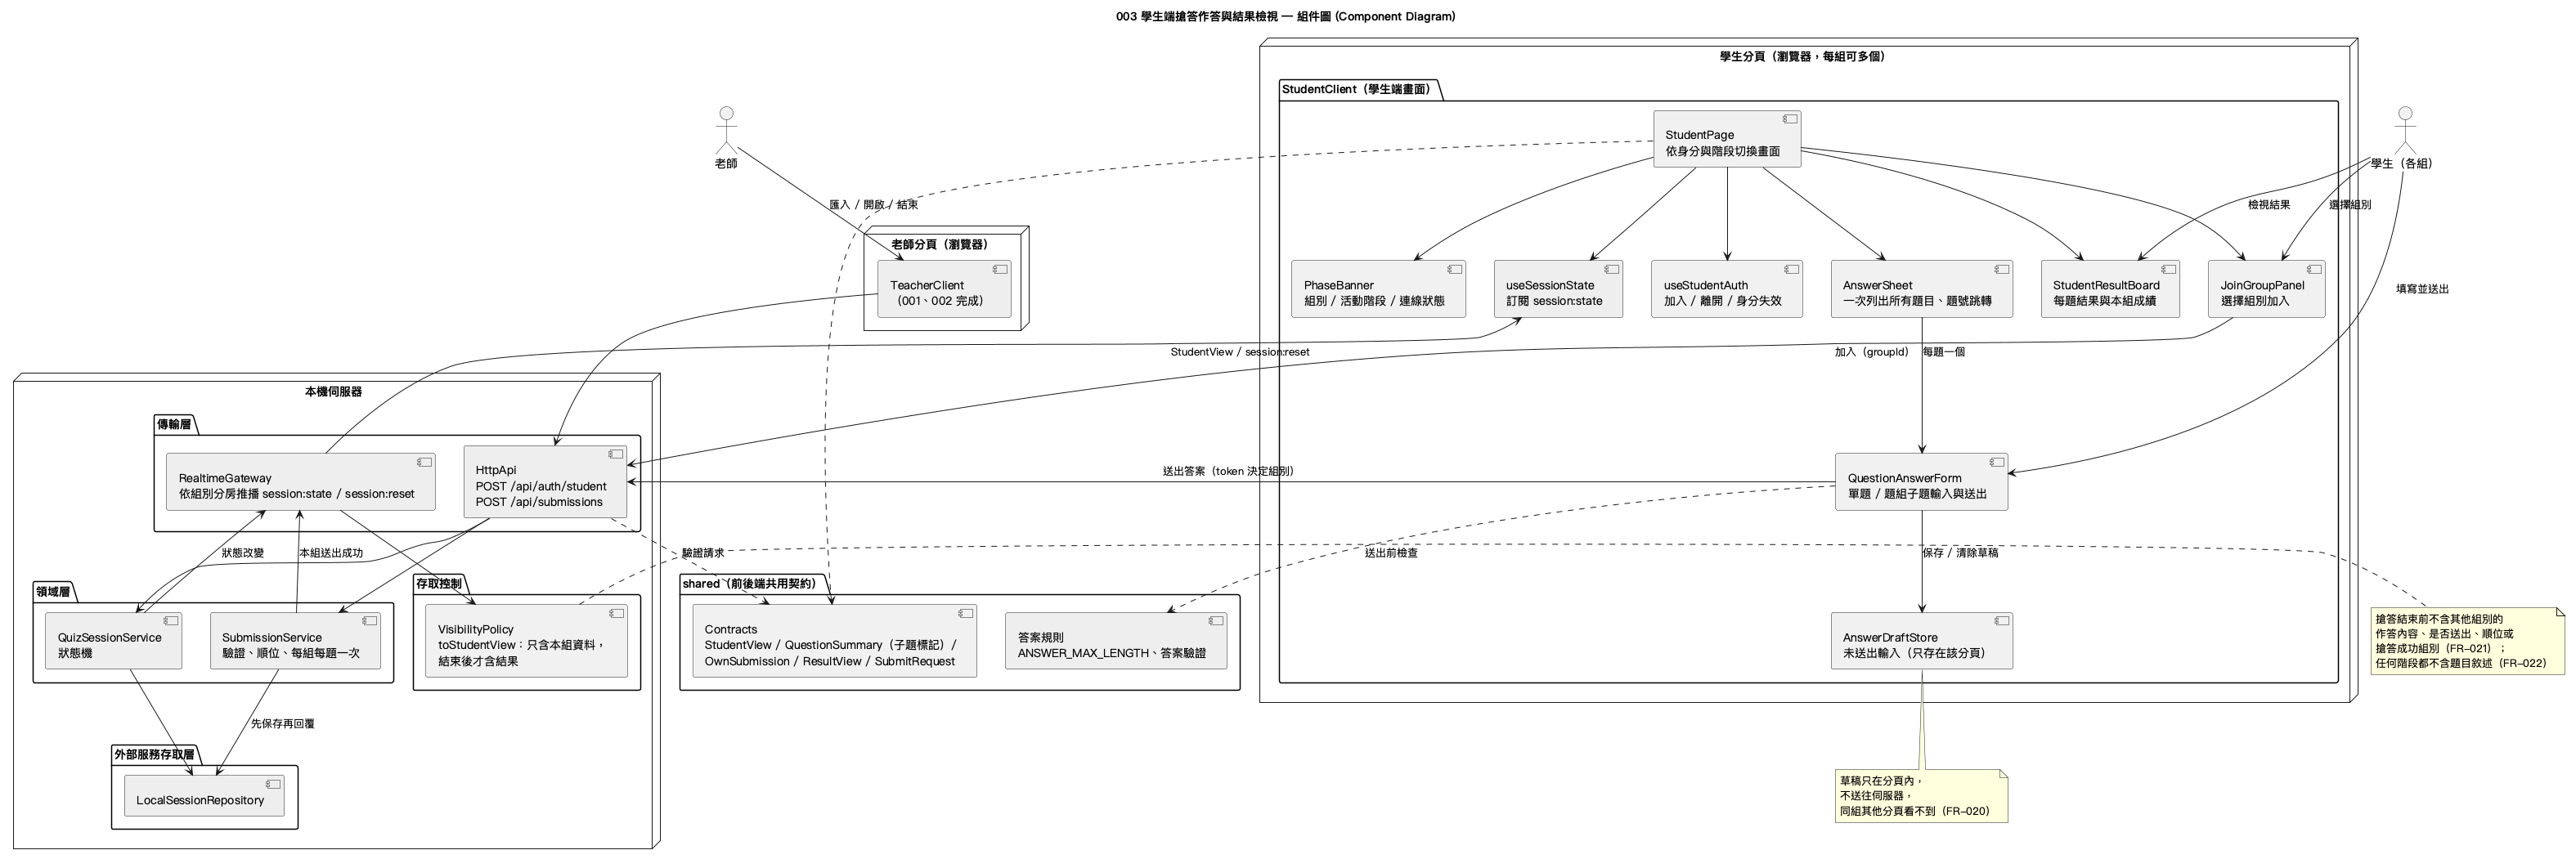 003 學生端搶答作答與結果檢視 — 組件圖 (Component Diagram)
學生分頁（瀏覽器，每組可多個）
StudentClient（學生端畫面）
StudentPage
依身分與階段切換畫面
老師
學生（各組）
匯入 / 開啟 / 結束
檢視結果
選擇組別
老師分頁（瀏覽器）
TeacherClient
（001、002 完成）
PhaseBanner
組別 / 活動階段 / 連線狀態
useSessionState
訂閱 session:state
useStudentAuth
加入 / 離開 / 身分失效
AnswerSheet
一次列出所有題目、題號跳轉
StudentResultBoard
每題結果與本組成績
JoinGroupPanel
選擇組別加入
填寫並送出
StudentView / session:reset
加入（groupId）
每題一個
本機伺服器
傳輸層
RealtimeGateway
依組別分房推播 session:state / session:reset
HttpApi
POST /api/auth/student
POST /api/submissions
送出答案（token 決定組別）
QuestionAnswerForm
單題 / 題組子題輸入與送出
狀態改變
本組送出成功
驗證請求
送出前檢查
保存 / 清除草稿
領域層
QuizSessionService
狀態機
SubmissionService
驗證、順位、每組每題一次
存取控制
VisibilityPolicy
toStudentView：只含本組資料，
結束後才含結果
shared（前後端共用契約）
Contracts
StudentView / QuestionSummary（子題標記）/
OwnSubmission / ResultView / SubmitRequest
答案規則
ANSWER_MAX_LENGTH、答案驗證
AnswerDraftStore
未送出輸入（只存在該分頁）
搶答結束前不含其他組別的
作答內容、是否送出、順位或
搶答成功組別（FR-021）；
任何階段都不含題目敘述（FR-022）
先保存再回覆
外部服務存取層
LocalSessionRepository
草稿只在分頁內，
不送往伺服器，
同組其他分頁看不到（FR-020）